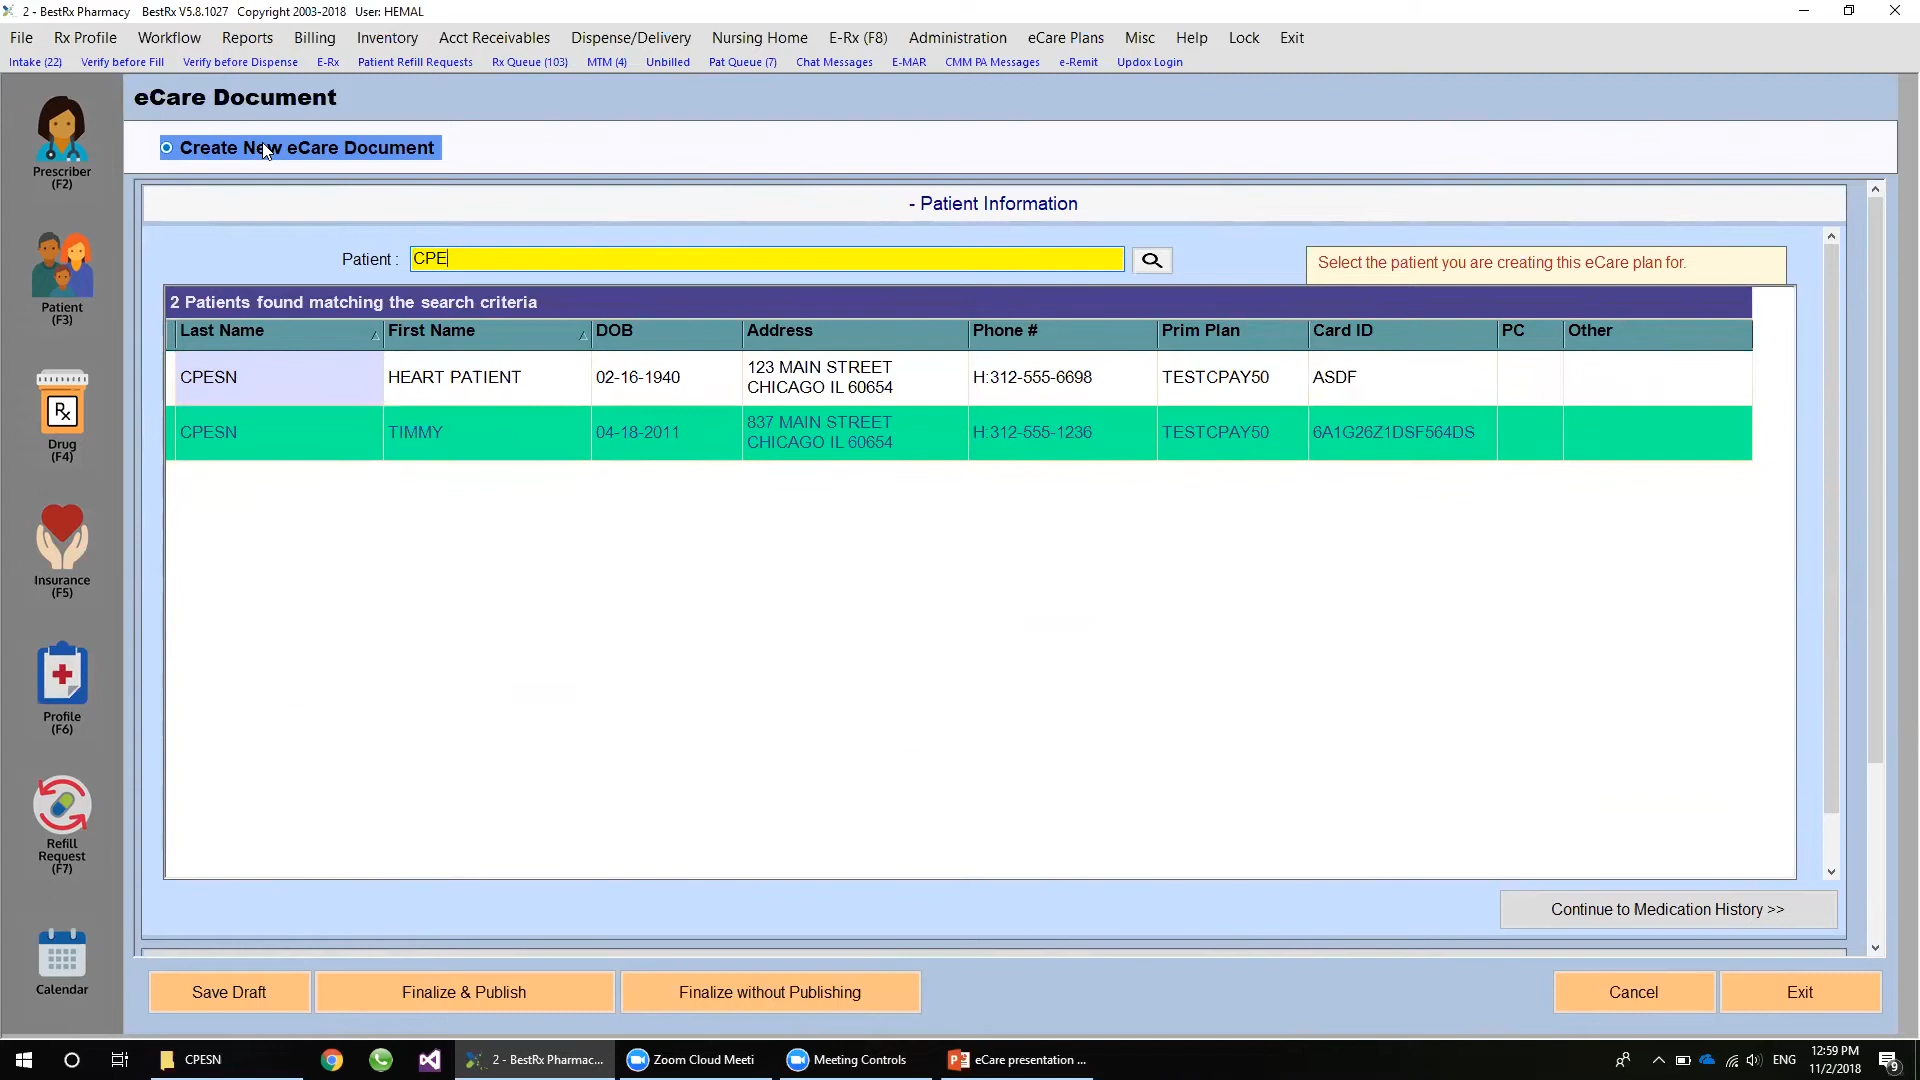 2 - BestRx Pharmacy BestRx V5.8.1027 Copyright 2003-2018 User: HEMAL
File Rx Profile Workflow Reports Billing Inventory Acct Receivables Dispense/Delivery Nursing Home E-Rx (F8) Administration eCare Plans Misc Help Lock Exit
Intake (22) Verify before Fill Verify before Dispense E-Rx Patient Refill Requests Rx Queue (103) MTM (4) Unbilled Pat Queue (7) Chat Messages E-MAR CMM PA Messages e-Remit Updox Login
Prescriber
(F2)
Patient
(F3)
Rx
Drug
(F4)
Insurance
(F5)
Profile
(F6)
Refill
Request
(F7)
Calendar
eCare Document
Create New eCare Document
- Patient Information
Patient : CPE
Select the patient you are creating this eCare plan for.
2 Patients found matching the search criteria
Last Name First Name DOB Address Phone # Prim Plan Card ID PC Other
CPESN HEART PATIENT 02-16-1940 123 MAIN STREET CHICAGO IL 60654 H:312-555-6698 TESTCPAY50 ASDF
CPESN TIMMY 04-18-2011 837 MAIN STREET CHICAGO IL 60654 H:312-555-1236 TESTCPAY50 6A1G26Z1DSF564DS
Continue to Medication History >>
Save Draft Finalize & Publish Finalize without Publishing Cancel Exit
CPESN 2 - BestRx Pharmac... Zoom Cloud Meeti Meeting Controls eCare presentation ... ENG 12:59 PM
11/2/2018
9